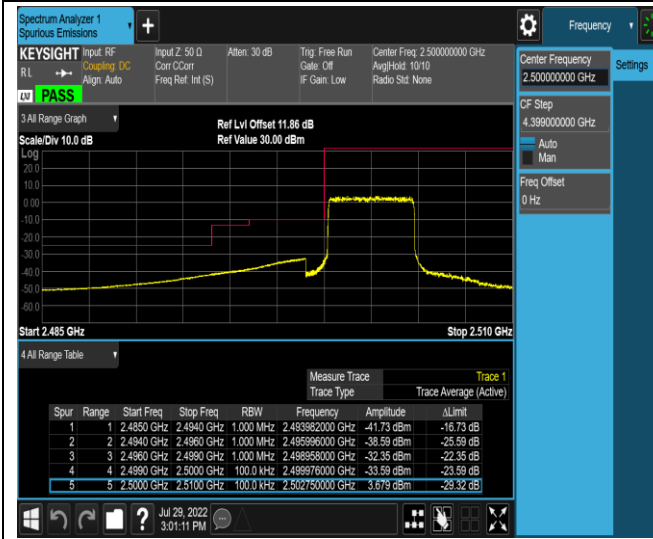 Spectrum Analyzer 1
Spurious Emissions
+
Frequency
KEYSIGHT
RL
LXI PASS
Input: RF
Coupling: DC
Align: Auto
Input Z: 50 Ω
Corr CCorr
Freq Ref: Int (S)
Atten: 30 dB
Trig: Free Run
Gate: Off
IF Gain: Low
Center Freq: 2.500000000 GHz
Avg|Hold: 10/10
Radio Std: None
Center Frequency
2.500000000 GHz
Settings
CF Step
4.399000000 GHz
Auto
Man
Freq Offset
0 Hz
3 All Range Graph
Scale/Div 10.0 dB
Ref Lvl Offset 11.86 dB
Ref Value 30.00 dBm
Log
20.0
10.0
0.00
-10.0
-20.0
-30.0
-40.0
-50.0
-60.0
Start 2.485 GHz
Stop 2.510 GHz
4 All Range Table
Measure Trace Trace 1
Trace Type Trace Average (Active)
Spur Range Start Freq Stop Freq RBW Frequency Amplitude ΔLimit
1 1 2.4850 GHz 2.4940 GHz 1.000 MHz 2.493982000 GHz -41.73 dBm -16.73 dB
2 2 2.4940 GHz 2.4960 GHz 1.000 MHz 2.495996000 GHz -38.59 dBm -25.59 dB
3 3 2.4960 GHz 2.4990 GHz 1.000 MHz 2.498958000 GHz -32.35 dBm -22.35 dB
4 4 2.4990 GHz 2.5000 GHz 100.0 kHz 2.499976000 GHz -33.59 dBm -23.59 dB
5 5 2.5000 GHz 2.5100 GHz 100.0 kHz 2.502750000 GHz 3.679 dBm -29.32 dB
?
Jul 29, 2022
3:01:11 PM